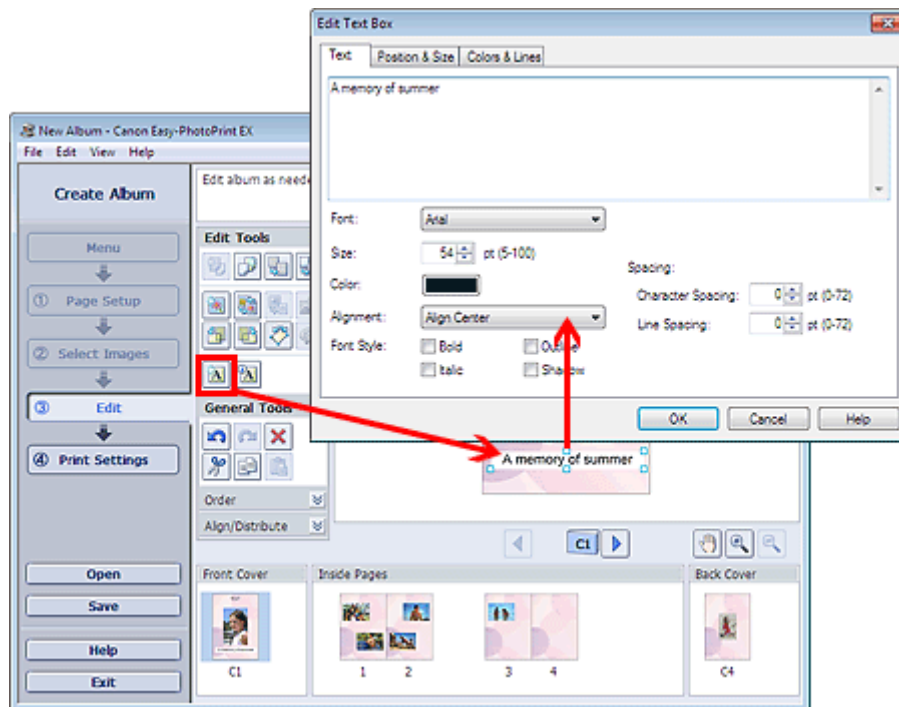 Edit Text Box
Text Position & Size Colors & Lines
A memory of summer
Font: Arial
Size: 54 pt (5-100)
Color:
Spacing:
Character Spacing: 0 pt (0-72)
Alignment: Align Center
Line Spacing: 0 pt (0-72)
Font Style: Bold Outline
Italic Shadow
OK Cancel Help
New Album - Canon Easy-PhotoPrint EX
File Edit View Help
Create Album
Edit album as need
Menu
① Page Setup
② Select Images
③ Edit
④ Print Settings
Open
Save
Help
Exit
Edit Tools
A A
General Tools
Order
Align/Distribute
A memory of summer
C1
Front Cover Inside Pages Back Cover
C1 1 2 3 4 C4